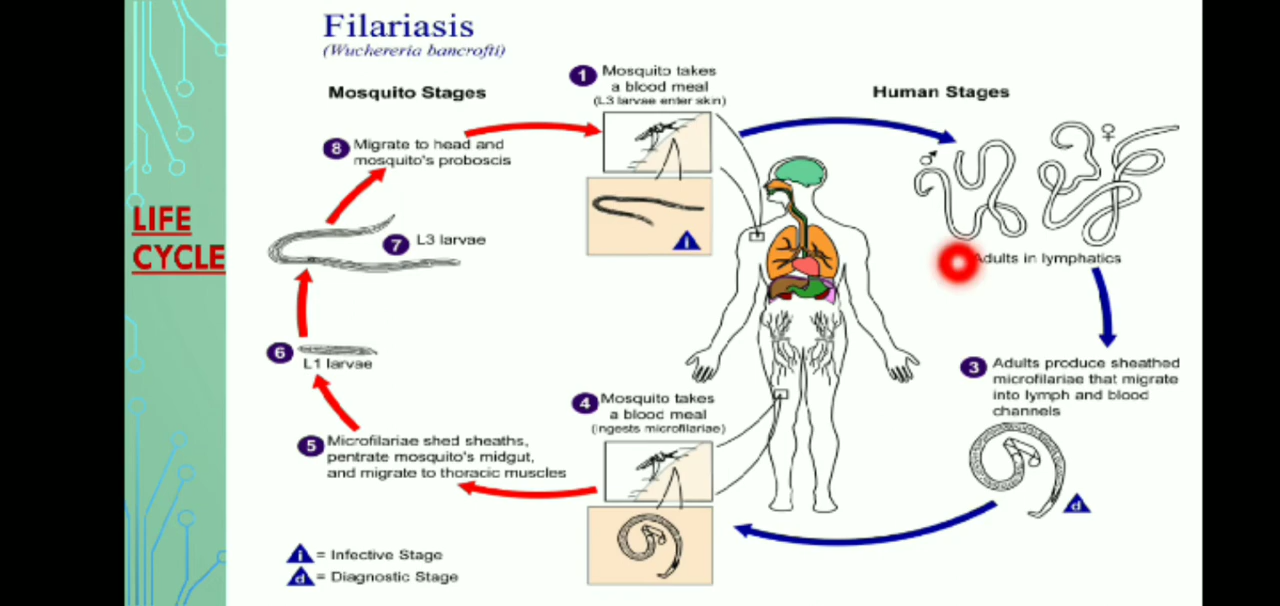 Filariasis
(Wuchereria bancrofti)
LIFE
CYCLE
Mosquito Stages
Human Stages
1 Mosquito takes
a blood meal
(L3 larvae enter skin)
i
♂
♀
Adults in lymphatics
3 Adults produce sheathed
microfilariae that migrate
into lymph and blood
channels
d
4 Mosquito takes
a blood meal
(ingests microfilariae)
5 Microfilariae shed sheaths,
pentrate mosquito's midgut,
and migrate to thoracic muscles
6
L1 larvae
7 L3 larvae
8 Migrate to head and
mosquito's proboscis
i = Infective Stage
d = Diagnostic Stage